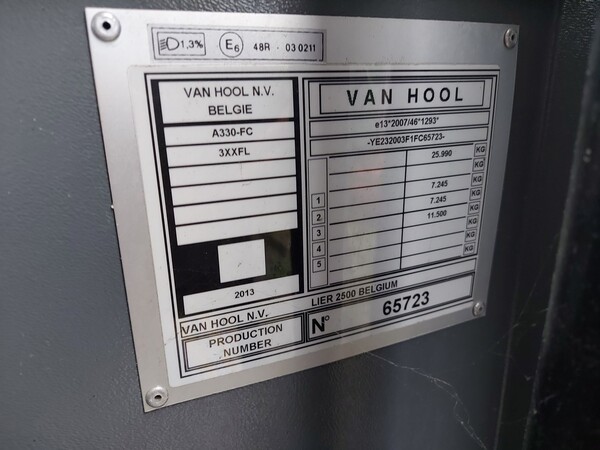 1,3% E6 48R - 03 0211
VAN HOOL N.V.
BELGIE
A330-FC
3XXFL
2013
VAN HOOL
e13*2007/46*1293*
-YE232003F1FC65723-
25.990 KG
KG
1 7.245 KG
2 7.245 KG
3 11.500 KG
4 KG
5 KG
VAN HOOL N.V. LIER 2500 BELGIUM
PRODUCTION
NUMBER
Nº 65723